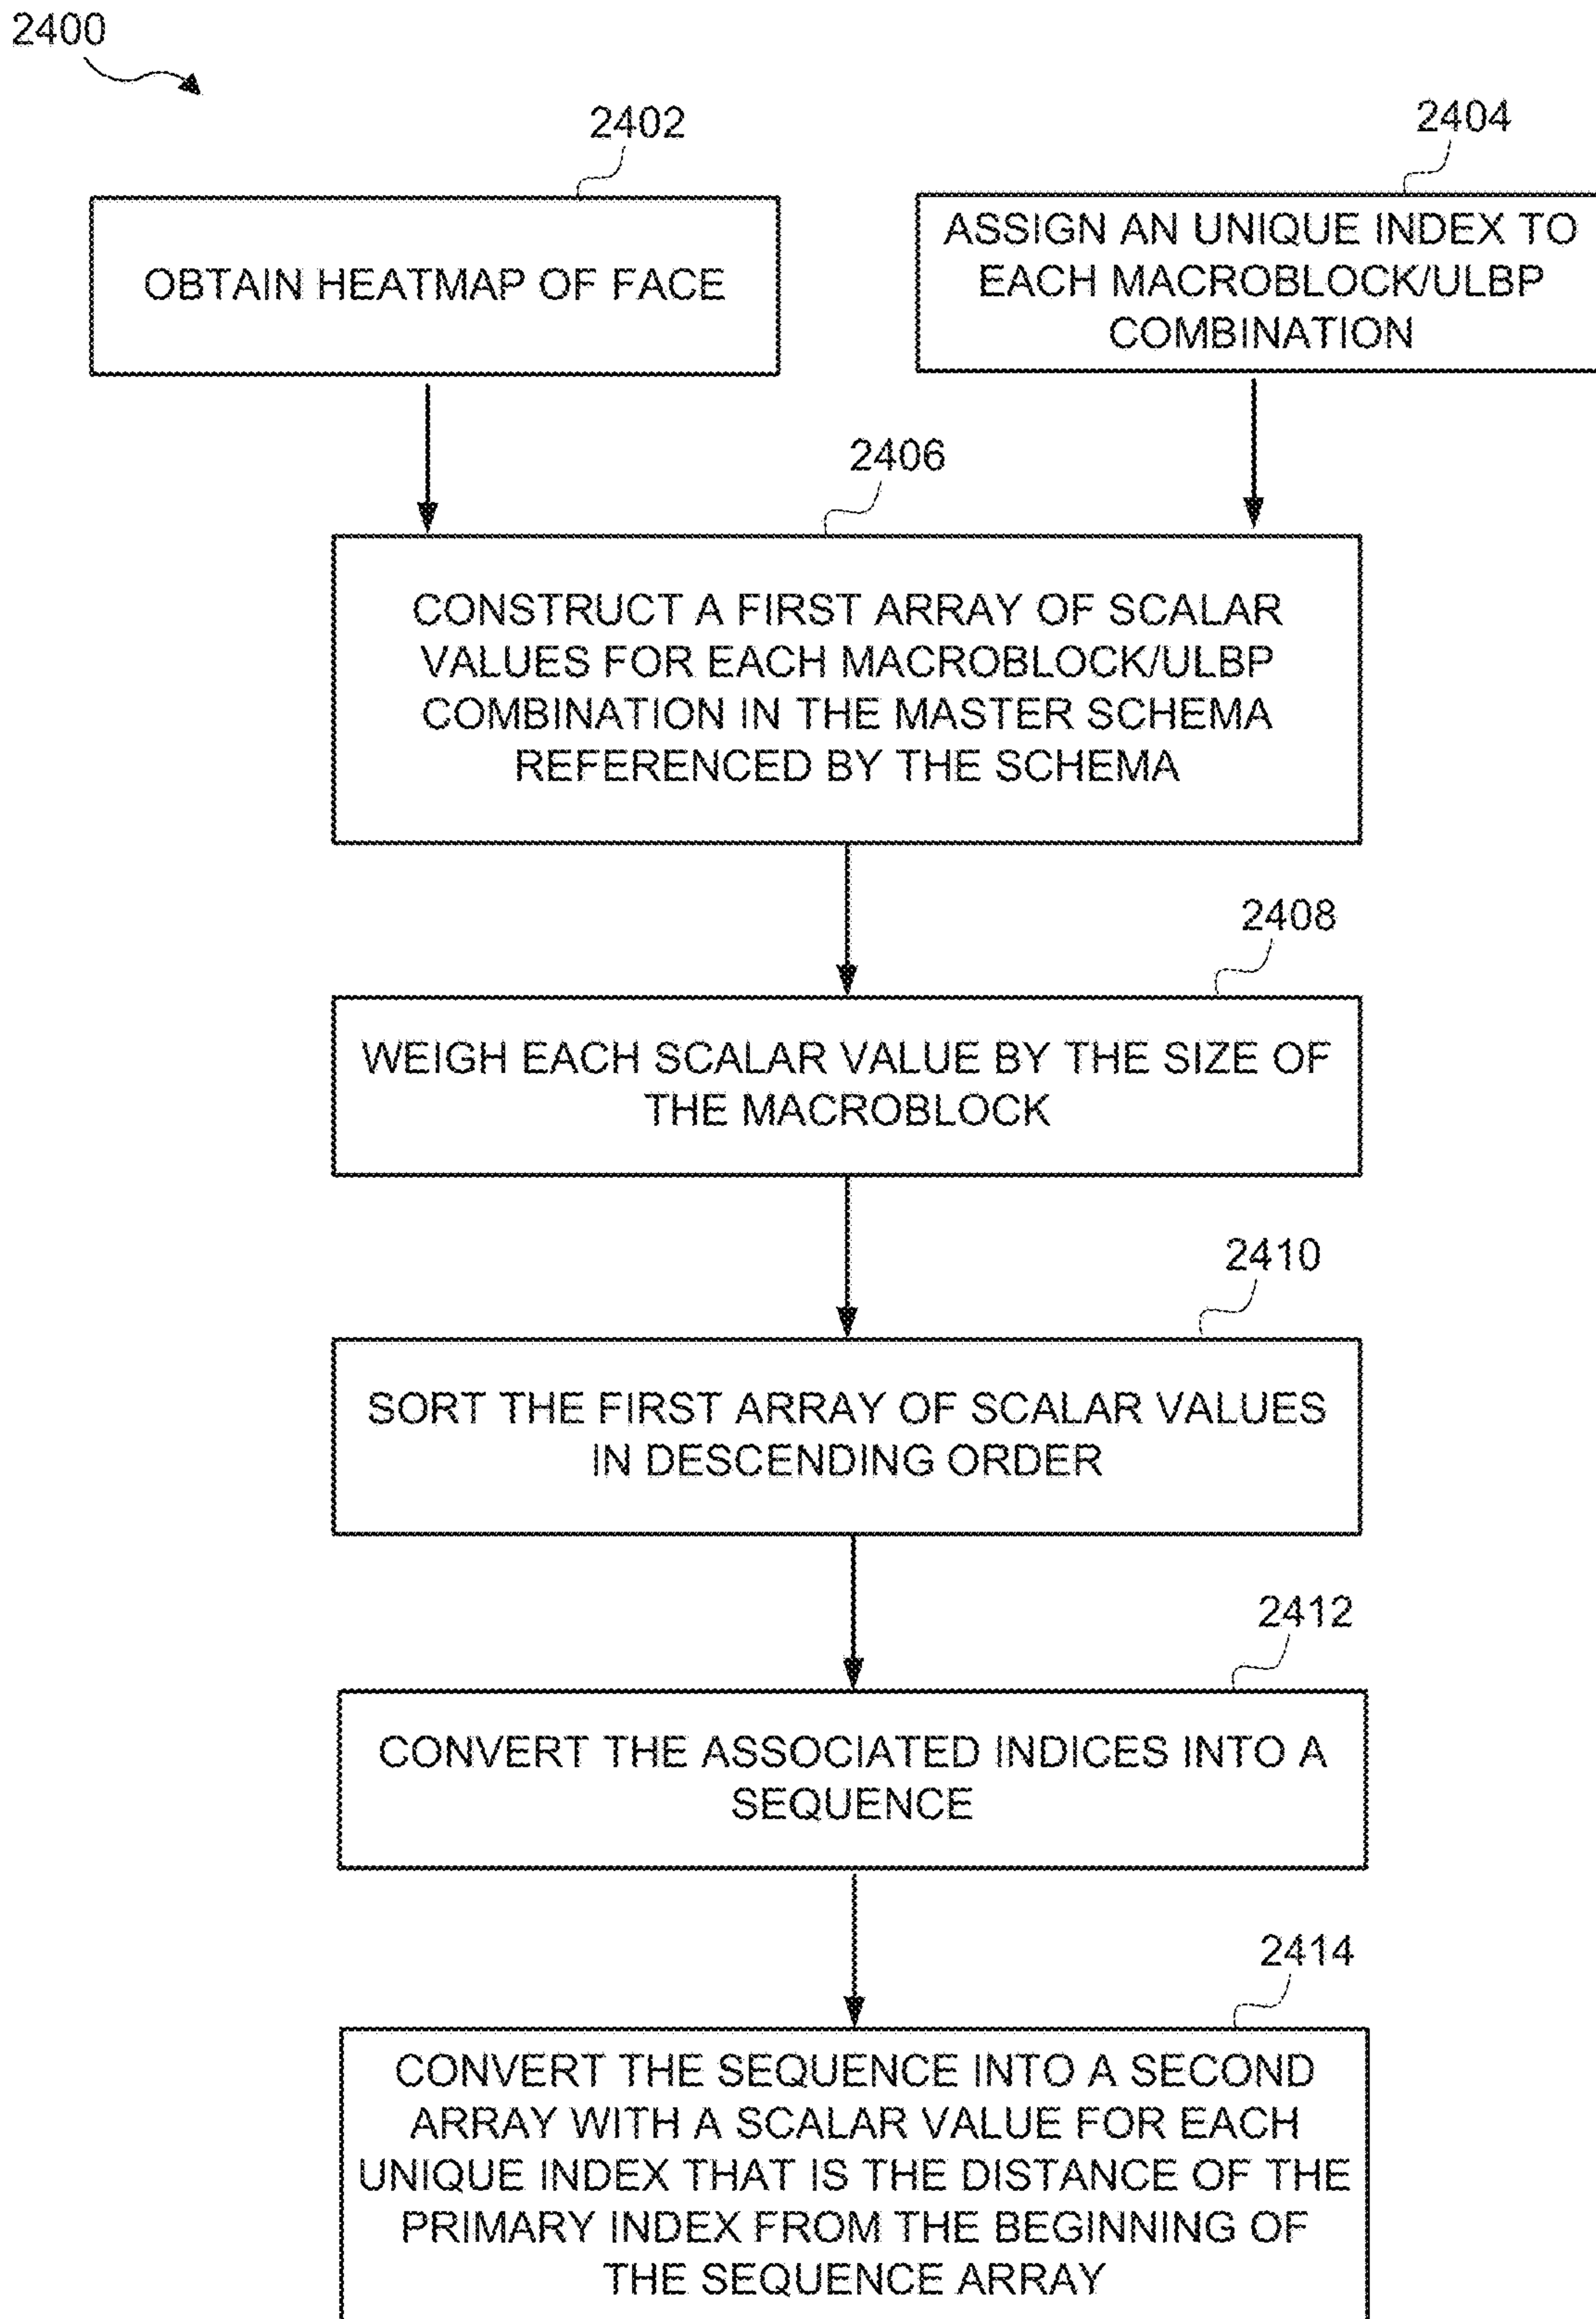 2400
2402
2404
OBTAIN HEATMAP OF FACE
ASSIGN AN UNIQUE INDEX TO
EACH MACROBLOCK/ULBP
COMBINATION
2406
CONSTRUCT A FIRST ARRAY OF SCALAR
VALUES FOR EACH MACROBLOCK/ULBP
COMBINATION IN THE MASTER SCHEMA
REFERENCED BY THE SCHEMA
2408
WEIGH EACH SCALAR VALUE BY THE SIZE OF
THE MACROBLOCK
2410
SORT THE FIRST ARRAY OF SCALAR VALUES
IN DESCENDING ORDER
2412
CONVERT THE ASSOCIATED INDICES INTO A
SEQUENCE
2414
CONVERT THE SEQUENCE INTO A SECOND
ARRAY WITH A SCALAR VALUE FOR EACH
UNIQUE INDEX THAT IS THE DISTANCE OF THE
PRIMARY INDEX FROM THE BEGINNING OF
THE SEQUENCE ARRAY